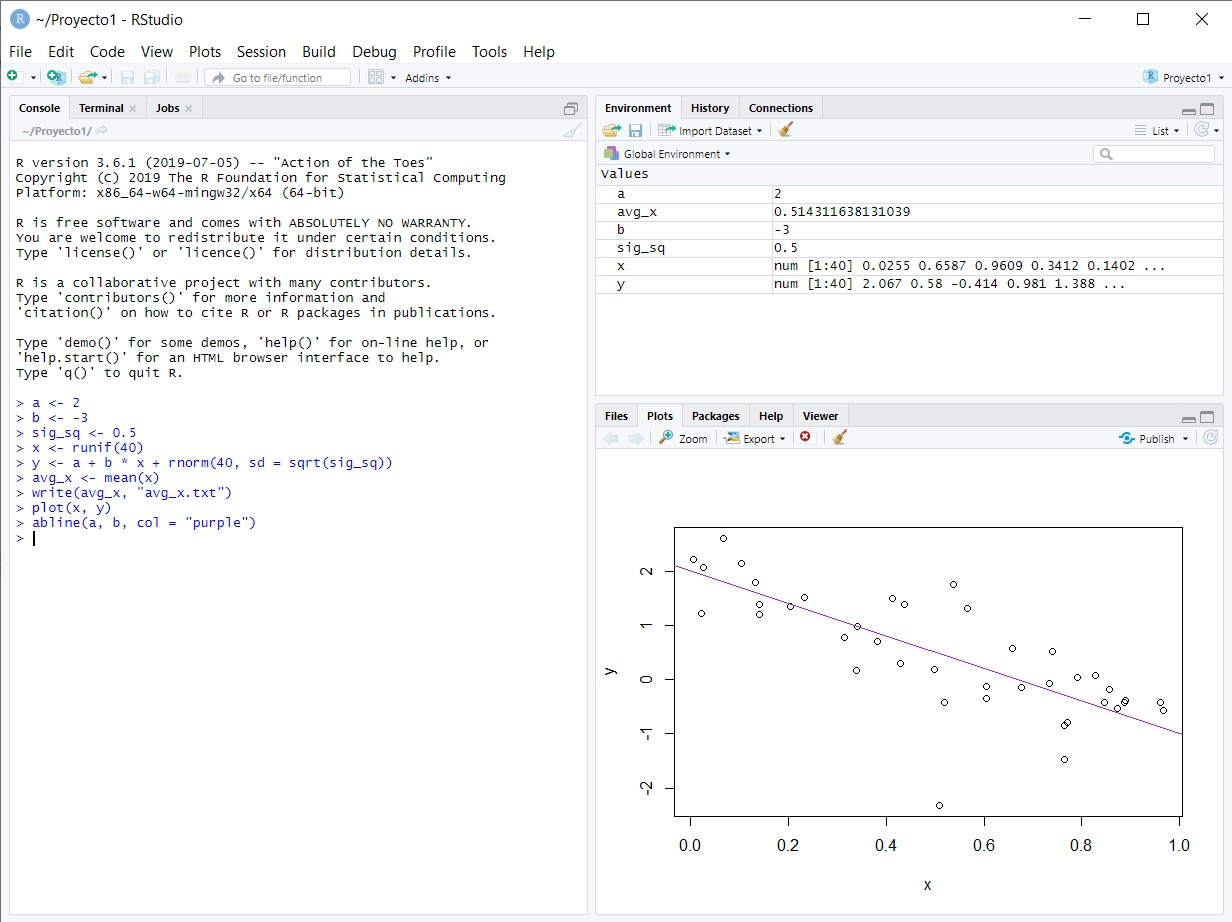 ~/Proyecto1 - RStudio
File Edit Code View Plots Session Build Debug Profile Tools Help
Go to file/function Addins Proyecto1
Console Terminal Jobs
~/Proyecto1/
R version 3.6.1 (2019-07-05) -- "Action of the Toes"
Copyright (C) 2019 The R Foundation for Statistical Computing
Platform: x86_64-w64-mingw32/x64 (64-bit)
R is free software and comes with ABSOLUTELY NO WARRANTY.
You are welcome to redistribute it under certain conditions.
Type 'license()' or 'licence()' for distribution details.
R is a collaborative project with many contributors.
Type 'contributors()' for more information and
'citation()' on how to cite R or R packages in publications.
Type 'demo()' for some demos, 'help()' for on-line help, or
'help.start()' for an HTML browser interface to help.
Type 'q()' to quit R.
> a <- 2
> b <- -3
> sig_sq <- 0.5
> x <- runif(40)
> y <- a + b * x + rnorm(40, sd = sqrt(sig_sq))
> avg_x <- mean(x)
> write(avg_x, "avg_x.txt")
> plot(x, y)
> abline(a, b, col = "purple")
>
Environment History Connections
Import Dataset List
Global Environment
Values
a 2
avg_x 0.514311638131039
b -3
sig_sq 0.5
x num [1:40] 0.0255 0.6587 0.9609 0.3412 0.1402 ...
y num [1:40] 2.067 0.58 -0.414 0.981 1.388 ...
Files Plots Packages Help Viewer
Zoom Export Publish
2
1
0
-1
-2
y
0.0 0.2 0.4 0.6 0.8 1.0
x